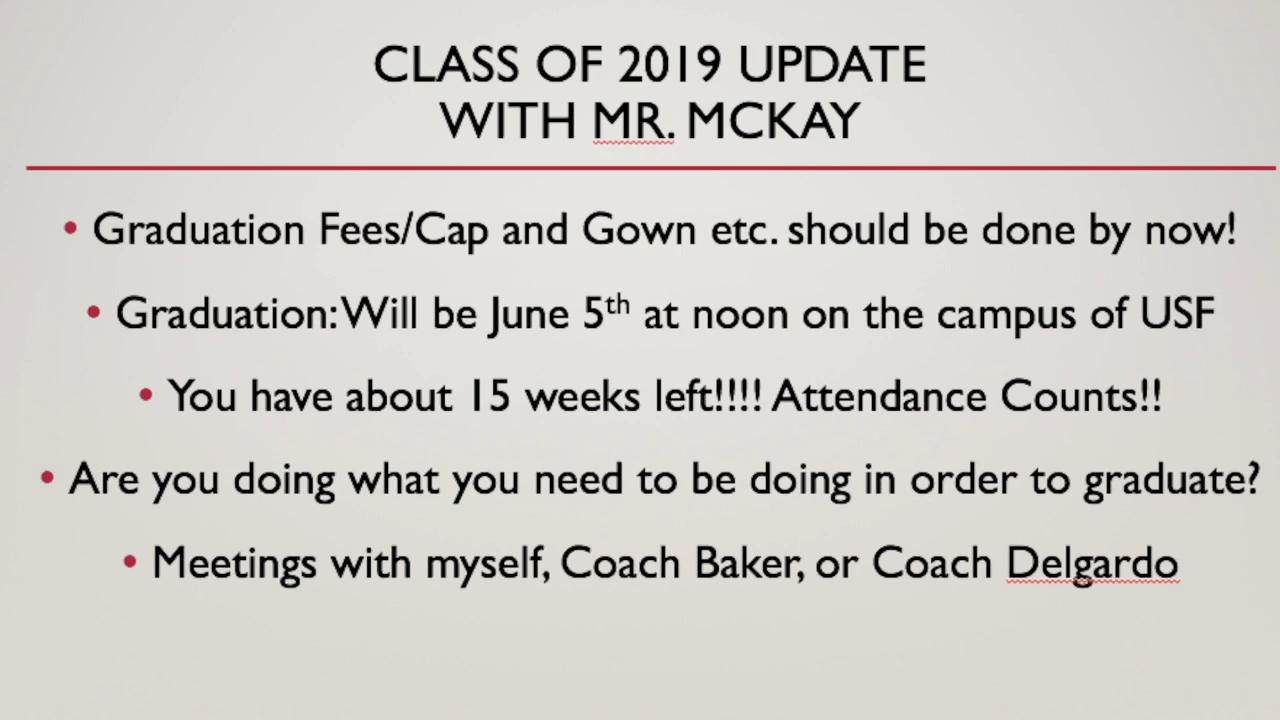 CLASS OF 2019 UPDATE
WITH MR. MCKAY
• Graduation Fees/Cap and Gown etc. should be done by now!
• Graduation: Will be June 5th at noon on the campus of USF
• You have about 15 weeks left!!!! Attendance Counts!!
• Are you doing what you need to be doing in order to graduate?
• Meetings with myself, Coach Baker, or Coach Delgardo